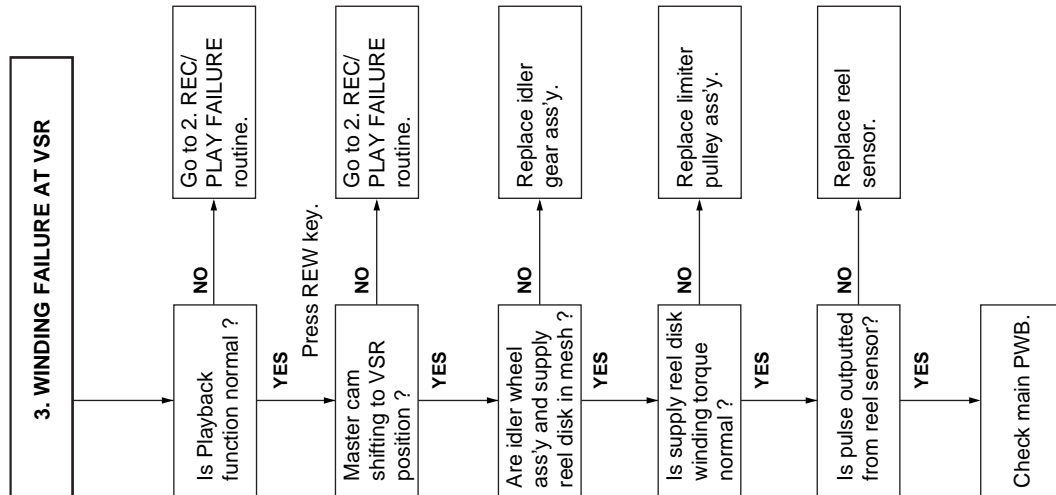 3. WINDING FAILURE AT VSR
Is Playback
function normal ?
NO
Go to 2. REC/
PLAY FAILURE
routine.
YES
Press REW key.
Master cam
shifting to VSR
position ?
NO
Go to 2. REC/
PLAY FAILURE
routine.
YES
Are idler wheel
ass'y and supply
reel disk in mesh ?
NO
Replace idler
gear ass'y.
YES
Is supply reel disk
winding torque
normal ?
NO
Replace limiter
pulley ass'y.
YES
Is pulse outputted
from reel sensor?
NO
Replace reel
sensor.
YES
Check main PWB.